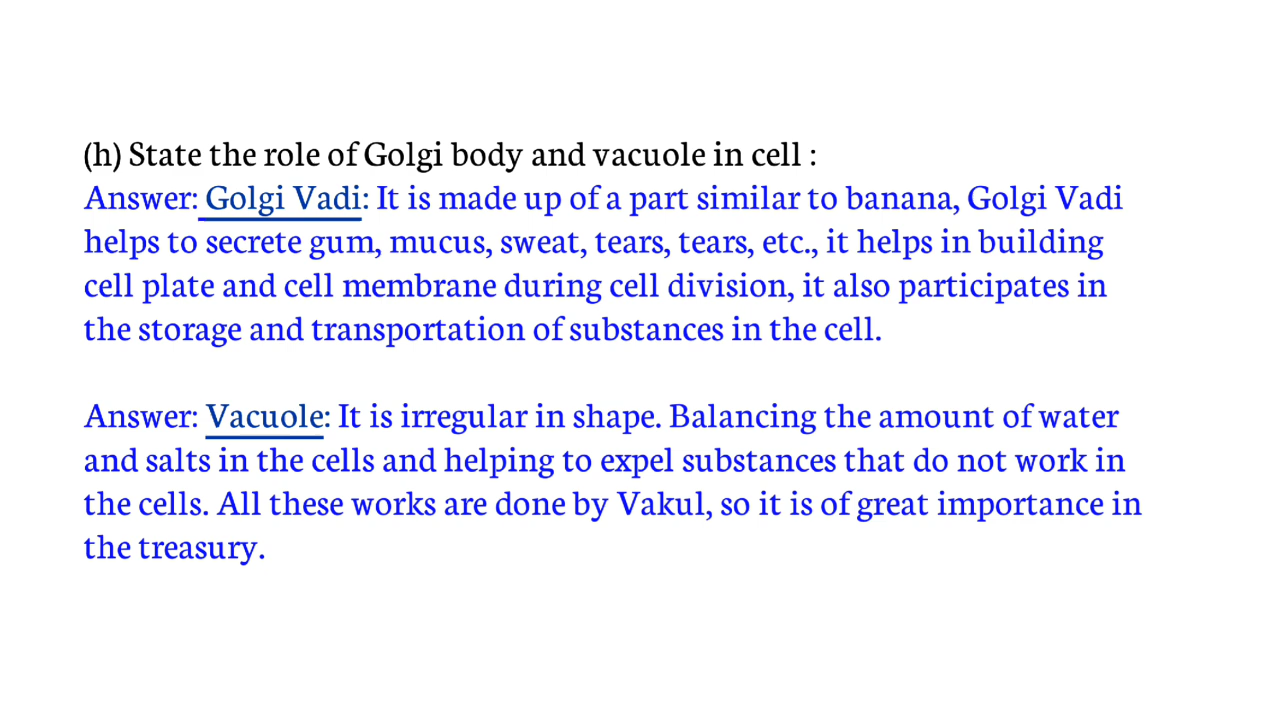 (h) State the role of Golgi body and vacuole in cell :
Answer: Golgi Vadi: It is made up of a part similar to banana, Golgi Vadi
helps to secrete gum, mucus, sweat, tears, tears, etc., it helps in building
cell plate and cell membrane during cell division, it also participates in
the storage and transportation of substances in the cell.
Answer: Vacuole: It is irregular in shape. Balancing the amount of water
and salts in the cells and helping to expel substances that do not work in
the cells. All these works are done by Vakul, so it is of great importance in
the treasury.